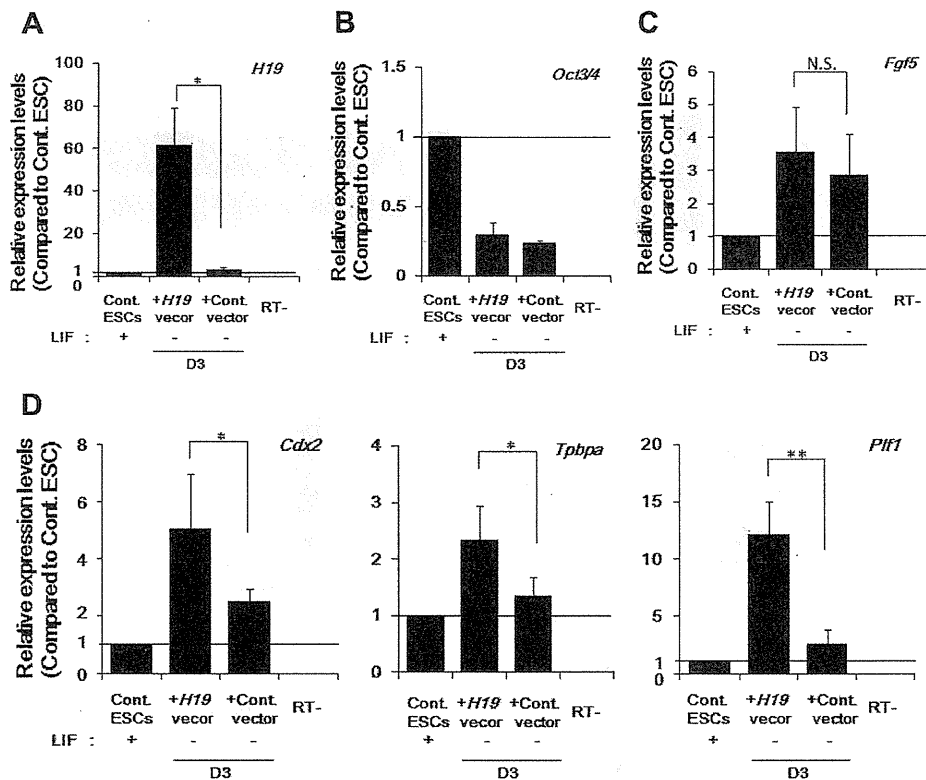 A
Relative expression levels
(Compared to Cont. ESC)
100
80
60
40
20
1
0
H19
*
Cont. ESCs
+H19 vecor
+Cont. vector
RT-
LIF : + - -
D3
B
Relative expression levels
(Compared to Cont. ESC)
1.5
1
0.5
0
Oct3/4
Cont. ESCs
+H19 vecor
+Cont. vector
RT-
LIF : + - -
D3
C
Relative expression levels
(Compared to Cont. ESC)
6
5
4
3
2
1
0
N.S.
Fgf5
Cont. ESCs
+H19 vecor
+Cont. vector
RT-
LIF : + - -
D3
D
Relative expression levels
(Compared to Cont. ESC)
8
6
4
2
1
0
*
Cdx2
Cont. ESCs
+H19 vecor
+Cont. vector
RT-
LIF : + - -
D3
4
3
2
1
0
*
Tpbpa
Cont. ESCs
+H19 vecor
+Cont. vector
RT-
+ - -
D3
20
15
10
5
1
0
**
Plf1
Cont. ESCs
+H19 vecor
+Cont. vector
RT-
+ - -
D3